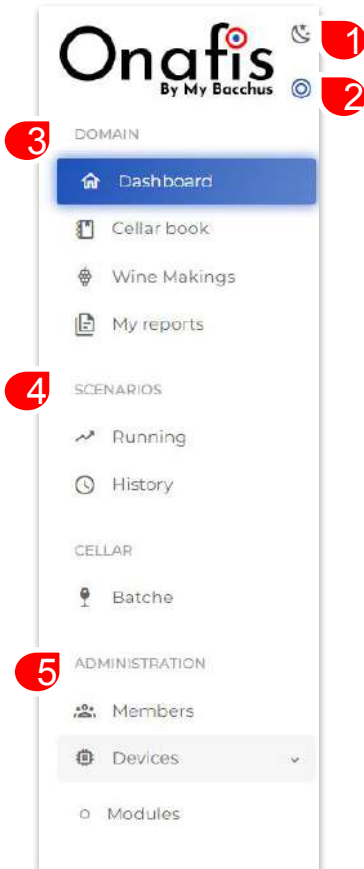 Onafis
By My Bacchus
1
2
3
DOMAIN
Dashboard
Cellar book
Wine Makings
My reports
4
SCENARIOS
Running
History
CELLAR
Batche
5
ADMINISTRATION
Members
Devices
Modules